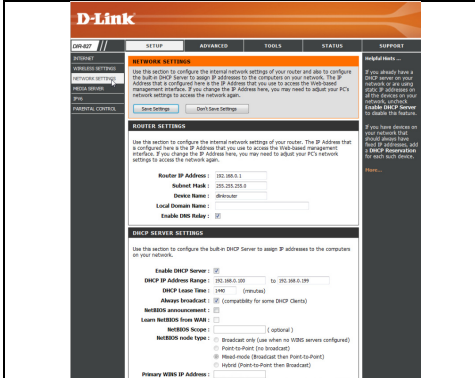 D-Link
DIR-827
SETUP
ADVANCED
TOOLS
STATUS
SUPPORT
INTERNET
WIRELESS SETTINGS
NETWORK SETTINGS
MEDIA SERVER
IPV6
PARENTAL CONTROL
NETWORK SETTINGS
Use this section to configure the internal network settings of your router and also to configure
the built-in DHCP Server to assign IP addresses to the computers on your network. The IP
Address that is configured here is the IP Address that you use to access the Web-based
management interface. If you change the IP Address here, you may need to adjust your PC's
network settings to access the network again.
Save Settings
Don't Save Settings
ROUTER SETTINGS
Use this section to configure the internal network settings of your router. The IP Address that
is configured here is the IP Address that you use to access the Web-based management
interface. If you change the IP Address here, you may need to adjust your PC's network
settings to access the network again.
Router IP Address : 192.168.0.1
Subnet Mask : 255.255.255.0
Device Name : dlinkrouter
Local Domain Name :
Enable DNS Relay :
DHCP SERVER SETTINGS
Use this section to configure the built-in DHCP Server to assign IP addresses to the computers
on your network.
Enable DHCP Server :
DHCP IP Address Range : 192.168.0.100 to 192.168.0.199
DHCP Lease Time : 1440 (minutes)
Always broadcast : (compatibility for some DHCP Clients)
NetBIOS announcement :
Learn NetBIOS from WAN :
NetBIOS Scope : ( optional )
NetBIOS node type : Broadcast only (use when no WINS servers configured)
Point-to-Point (no broadcast)
Mixed-mode (Broadcast then Point-to-Point)
Hybrid (Point-to-Point then Broadcast)
Primary WINS IP Address :
Helpful Hints ...
If you already have a
DHCP server on your
network or are using
static IP addresses on
all the devices on your
network, uncheck
Enable DHCP Server
to disable this feature.
If you have devices on
your network that
should always have
fixed IP addresses, add
a DHCP Reservation
for each such device.
More...